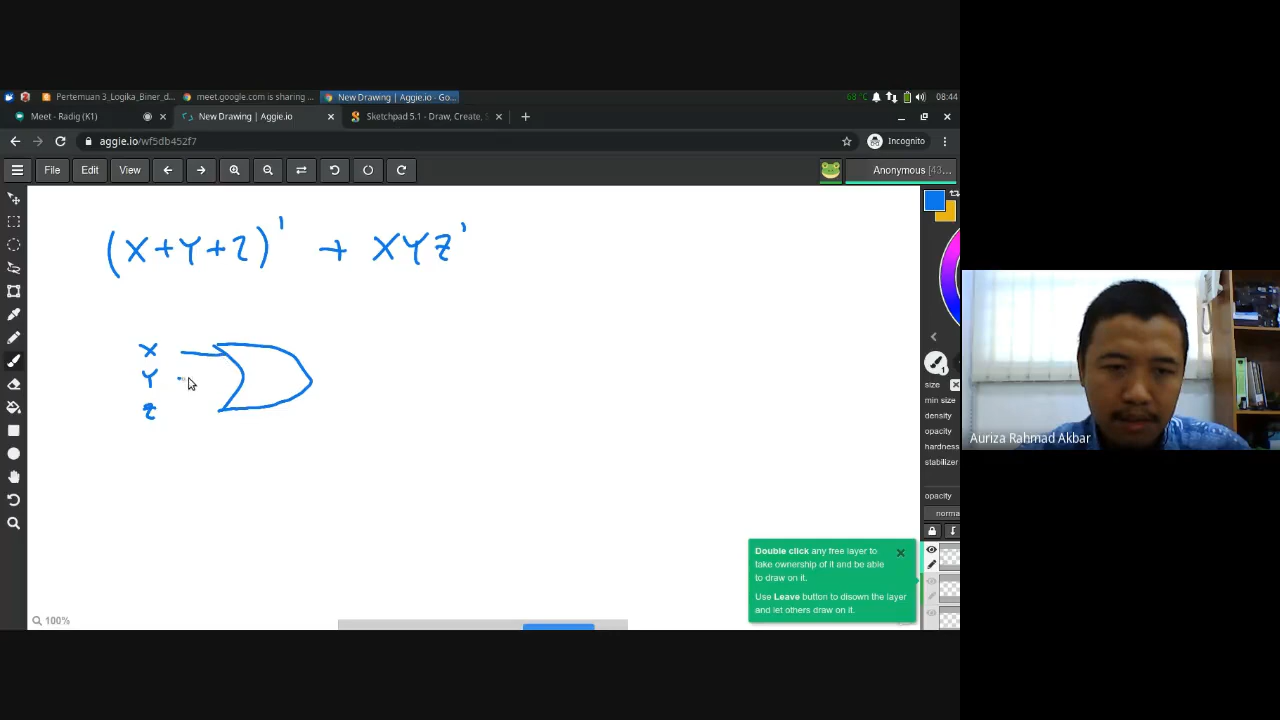 Pertemuan 3_Logika_Biner_d... meet.google.com is sharing ... New Drawing | Aggie.io - Go... 68°C 08:44
Meet - Radig (K1) New Drawing | Aggie.io Sketchpad 5.1 - Draw, Create, S
aggie.io/wf5db452f7 Incognito
File Edit View Anonymous [43...
(X+Y+Z)' + XYZ'
X
Y
Z
size
min size
density
opacity
hardness
stabilizer
opacity
norma
Double click any free layer to
take ownership of it and be able
to draw on it.
Use Leave button to disown the layer
and let others draw on it.
100%
Auriza Rahmad Akbar